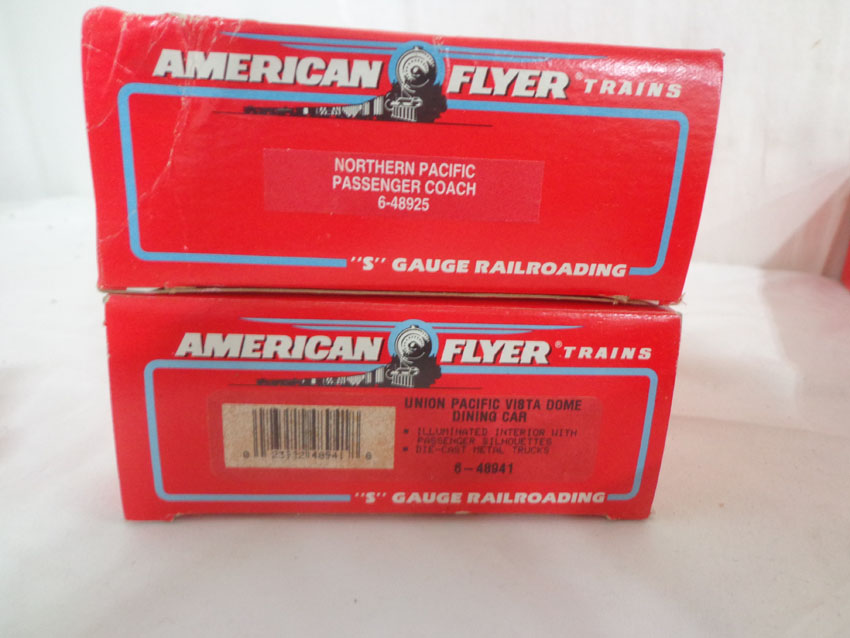 AMERICAN FLYER® TRAINS
NORTHERN PACIFIC
PASSENGER COACH
6-48925
"S" GAUGE RAILROADING
AMERICAN FLYER® TRAINS
UNION PACIFIC VISTA DOME
DINING CAR
• ILLUMINATED INTERIOR WITH
PASSENGER SILHOUETTES
• DIE-CAST METAL TRUCKS
6-48941
"S" GAUGE RAILROADING